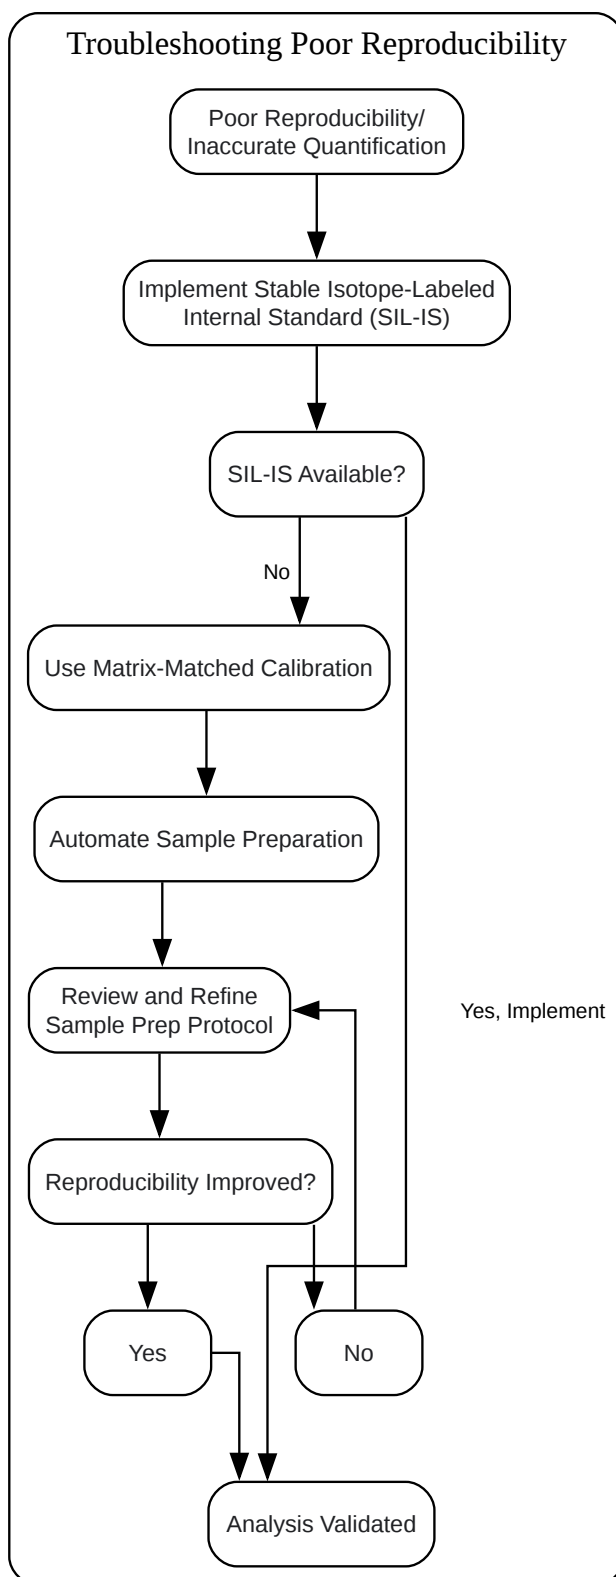 Troubleshooting Poor Reproducibility
Poor Reproducibility/
Inaccurate Quantification
Implement Stable Isotope-Labeled
Internal Standard (SIL-IS)
SIL-IS Available?
No
Use Matrix-Matched Calibration
Automate Sample Preparation
Review and Refine
Sample Prep Protocol
Yes, Implement
Reproducibility Improved?
Yes
No
Analysis Validated